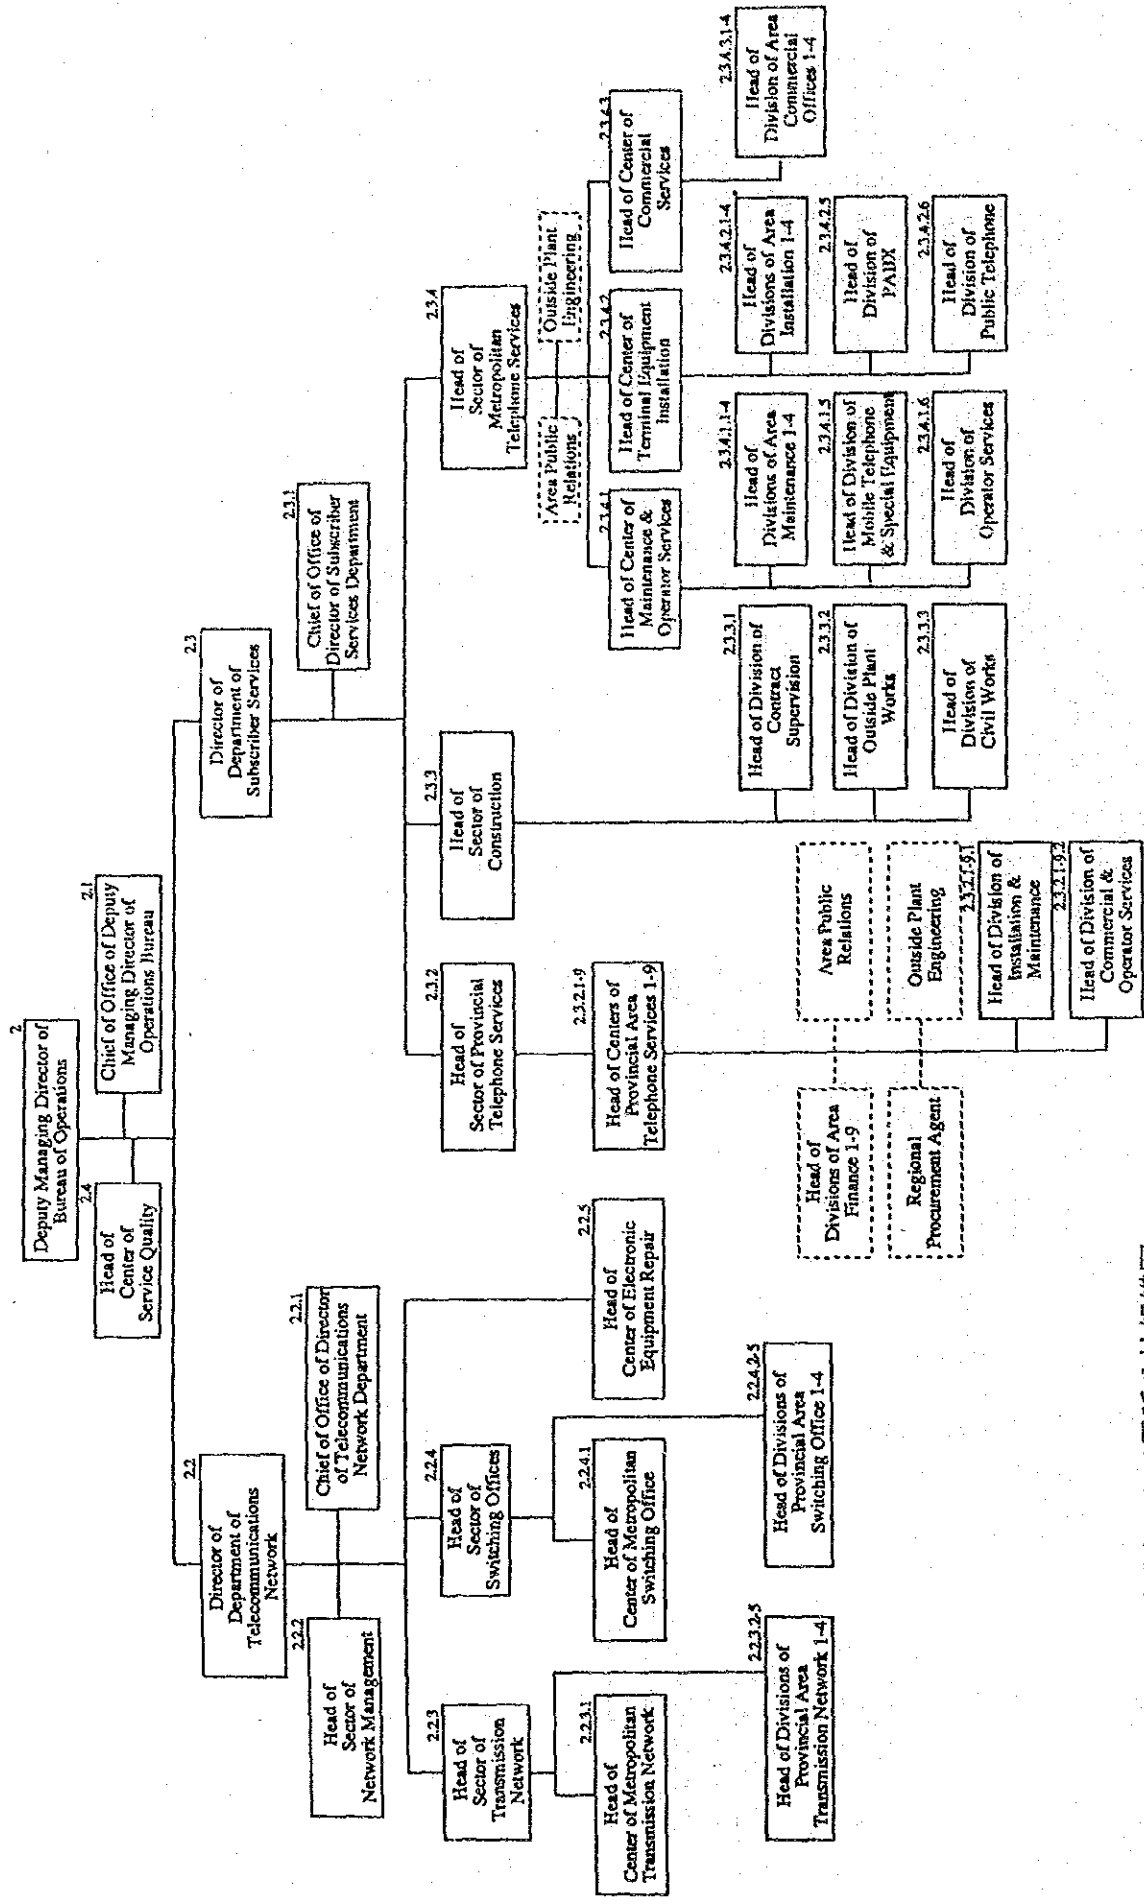 2
Deputy Managing Director of
Bureau of Operations
2.4
Head of
Center of
Service Quality
2.1
Chief of Office of Deputy
Managing Director of
Operations Bureau
2.2
Director of
Department of
Telecommunications
Network
2.3
Director of
Department of
Subscriber Services
2.2.2
Head of
Sector of
Network Management
2.2.1
Chief of Office of Director
of Telecommunications
Network Department
2.3.1
Chief of Office of
Director of Subscriber
Services Department
2.2.3
Head of
Sector of
Transmission
Network
2.2.4
Head of
Sector of
Switching Offices
2.2.5
Head of
Center of Electronic
Equipment Repair
2.3.2
Head of
Sector of Provincial
Telephone Services
2.3.3
Head of
Sector of
Construction
2.3.4
Head of
Sector of
Metropolitan
Telephone Services
Area Public
Relations
Outside Plant
Engineering
2.2.3.1
Head of
Center of Metropolitan
Transmission Network
2.2.4.1
Head of
Center of Metropolitan
Switching Office
2.3.2.1-9
Head of Centers of
Provincial Area
Telephone Services 1-9
2.3.4.1
Head of Center of
Maintenance &
Operator Services
2.3.4.2
Head of Center of
Terminal Equipment
Installation
2.3.4.3
Head of Center of
Commercial
Services
2.2.3.2-5
Head of Divisions of
Provincial Area
Transmission Network 1-4
2.2.4.2-5
Head of Divisions of
Provincial Area
Switching Office 1-4
Head of
Divisions of Area
Finance 1-9
Area Public
Relations
Regional
Procurement Agent
Outside Plant
Engineering
2.3.2.1-9.1
Head of Division of
Installation &
Maintenance
2.3.2.1-9.2
Head of Division of
Commercial &
Operator Services
2.3.3.1
Head of Division of
Contract
Supervision
2.3.3.2
Head of Division of
Outside Plant
Works
2.3.3.3
Head of
Division of
Civil Works
2.3.4.1.1-4
Head of
Divisions of Area
Maintenance 1-4
2.3.4.1.5
Head of Division of
Mobile Telephone
& Special Equipment
2.3.4.1.6
Head of
Division of
Operator Services
2.3.4.2.1-4
Head of
Divisions of Area
Installation 1-4
2.3.4.2.5
Head of
Division of
PABX
2.3.4.2.6
Head of
Division of
Public Telephone
2.3.4.3.1-4
Head of
Division of Area
Commercial
Offices 1-4